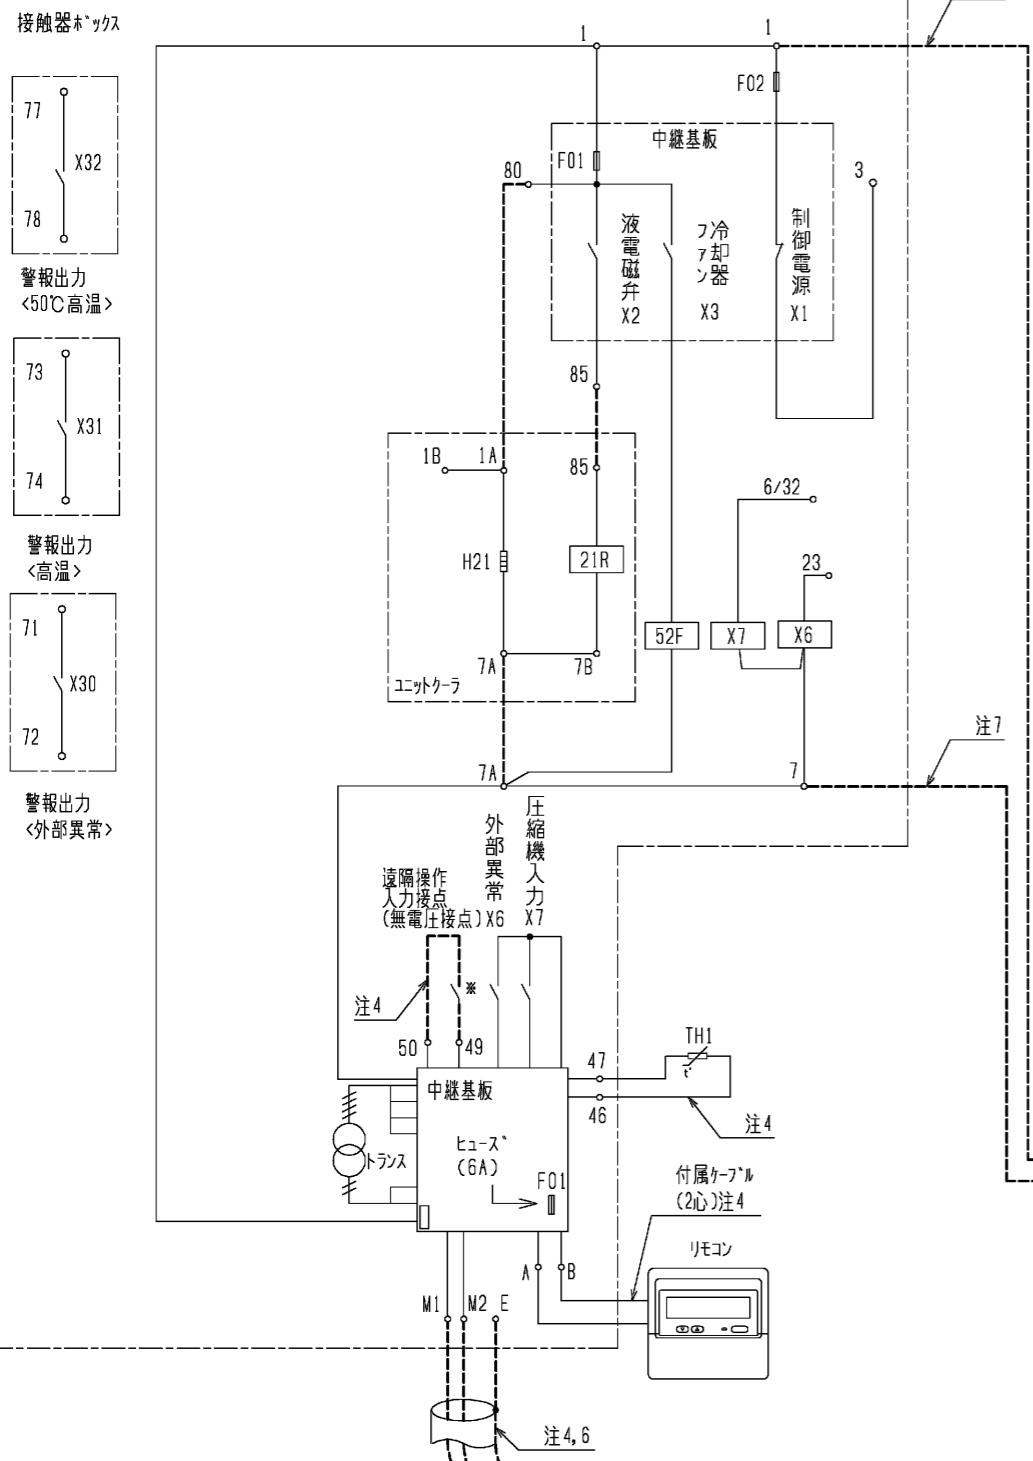 接触器ボックス
77
X32
78
警報出力
<50℃高温>
73
X31
74
警報出力
<高温>
71
X30
72
警報出力
<外部異常>
1
1
F02
中継基板
F01
80
3
液電磁弁
X2
冷却器
ファン
X3
制御電源
X1
85
1B
1A
85
6/32
H21
21R
23
52F
X7
X6
7A
7B
ユニットクーラ
注7
7A
7
外部異常
X6
圧縮機入力
X7
遠隔操作
入力接点
(無電圧接点)
※
注4
50
49
中継基板
47
TH1
t°
46
注4
トランス
ヒューズ
(6A)
F01
付属ケーブル
(2心)注4
リモコン
A
B
M1
M2
E
注4,6